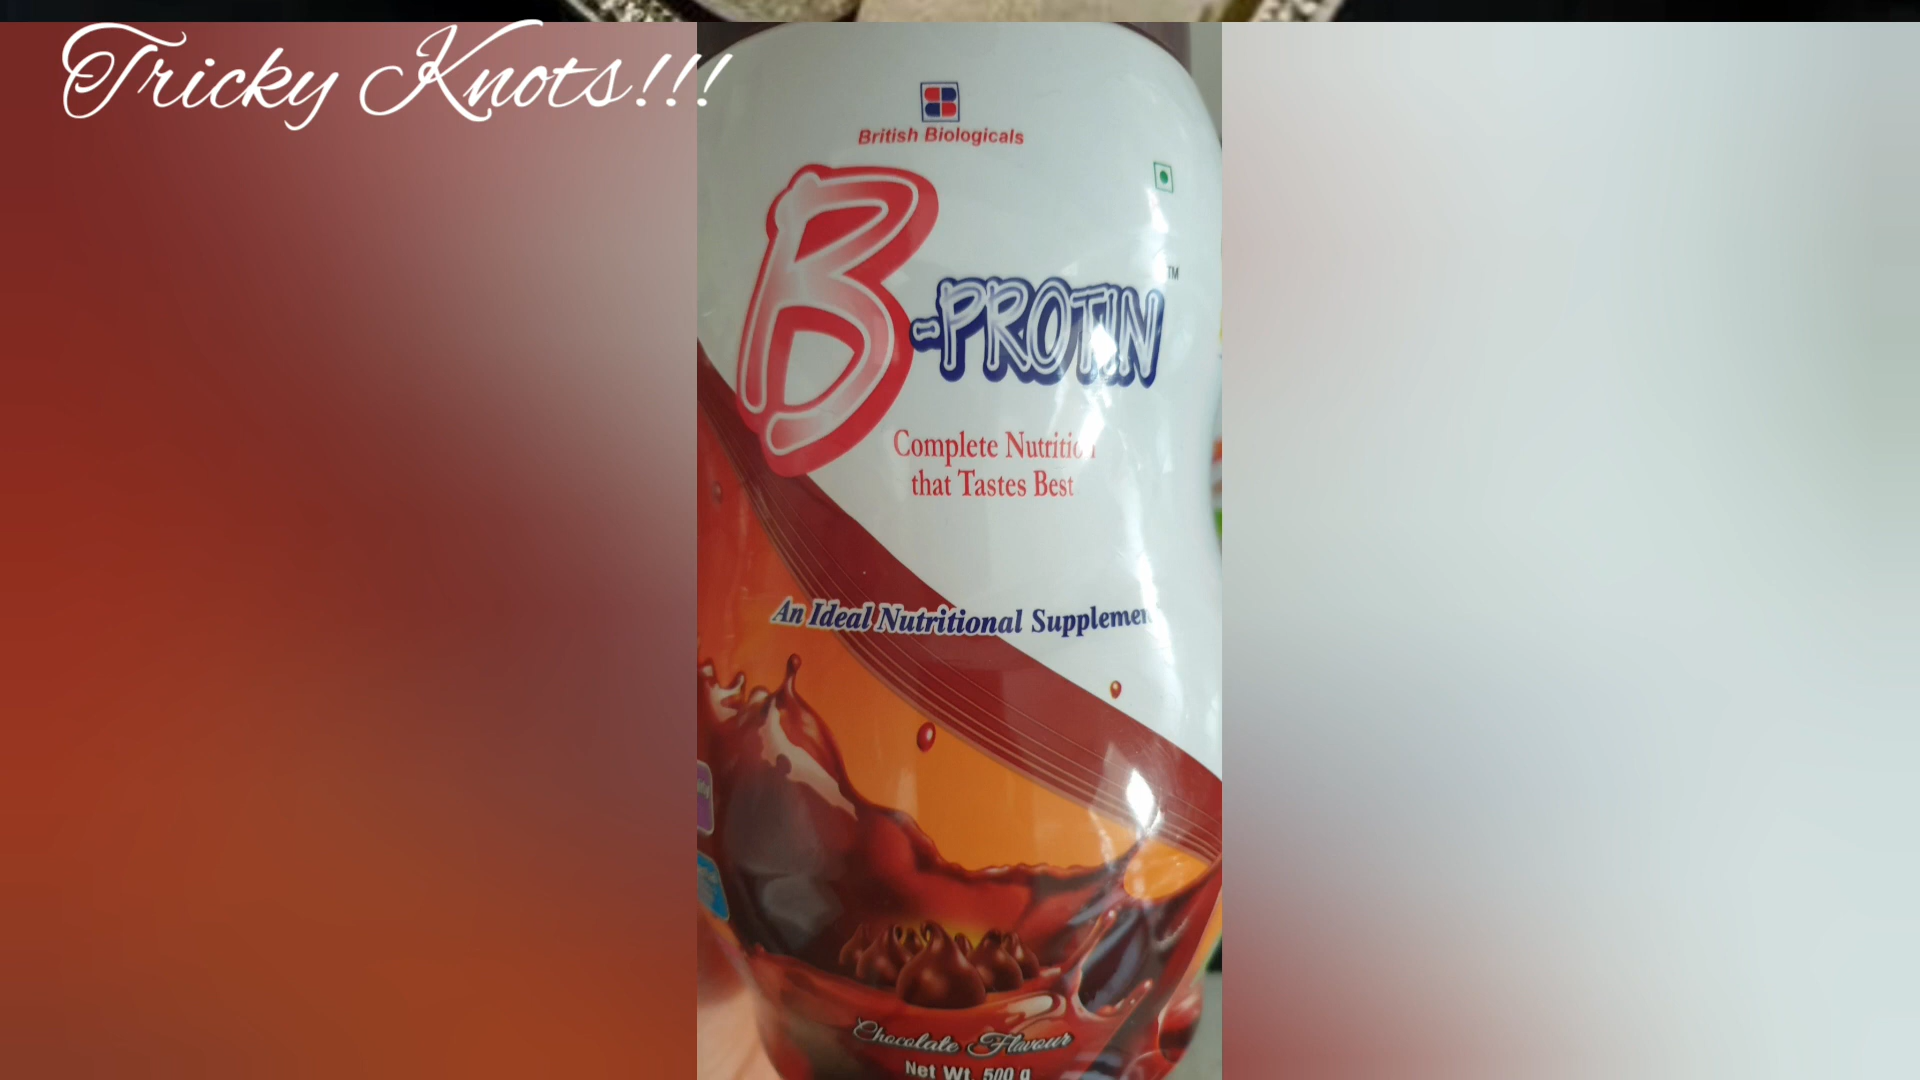 Tricky Knots!!!
British Biologicals
B-PROTIN
TM
Complete Nutrition
that Tastes Best
An Ideal Nutritional Supplemen
Chocolate Flavour
Net Wt. 500 g